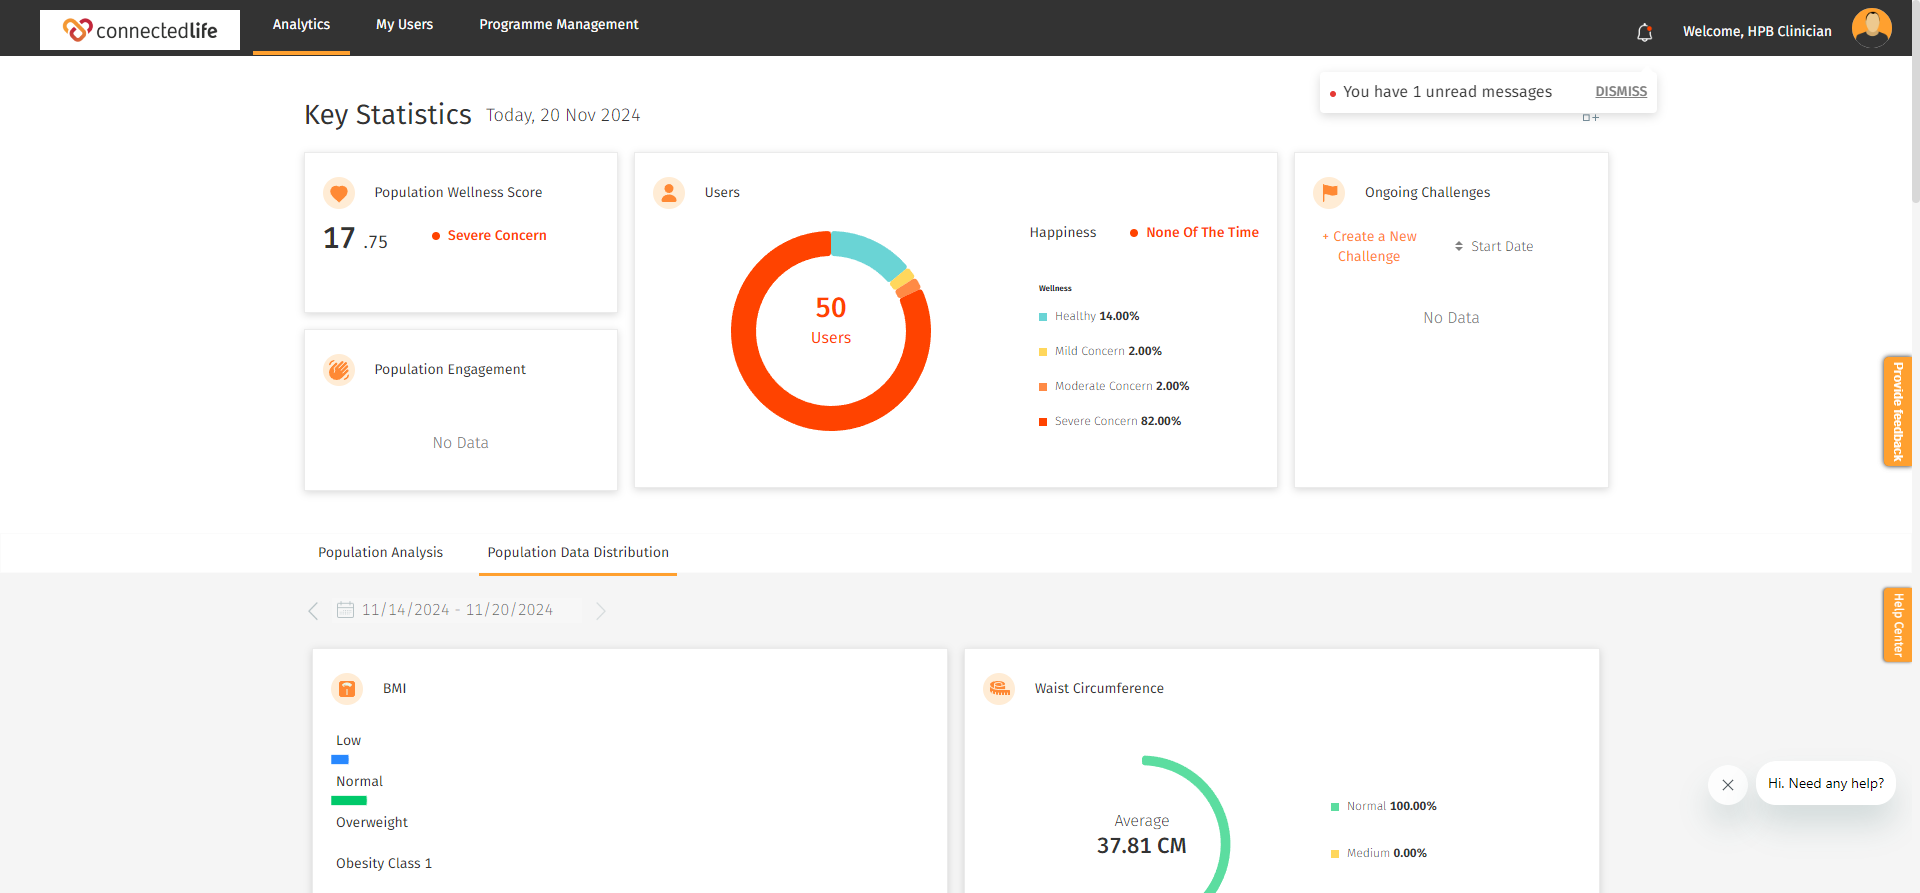 connectedlife
Analytics
My Users
Programme Management
Welcome, HPB Clinician
You have 1 unread messages
DISMISS
Key Statistics
Today, 20 Nov 2024
Population Wellness Score
17 .75
Severe Concern
Population Engagement
No Data
Users
50
Users
Happiness
None Of The Time
Wellness
Healthy 14.00%
Mild Concern 2.00%
Moderate Concern 2.00%
Severe Concern 82.00%
Ongoing Challenges
+ Create a New
Challenge
Start Date
No Data
Provide feedback
Population Analysis
Population Data Distribution
11/14/2024 - 11/20/2024
Help Center
BMI
Low
Normal
Overweight
Obesity Class 1
Waist Circumference
Average
37.81 CM
Normal 100.00%
Medium 0.00%
Hi. Need any help?